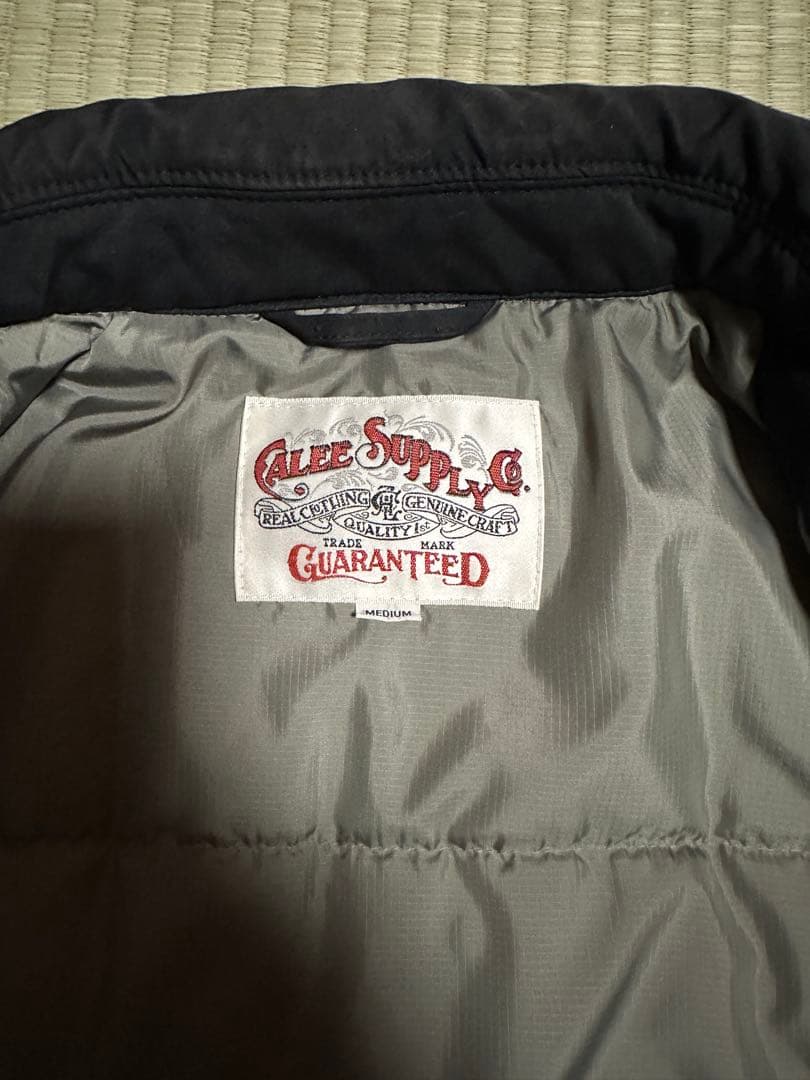 CALEE SUPPLY Co.
REAL CLOTHING GENUINE CRAFT
QUALITY 1st
TRADE MARK
GUARANTEED
MEDIUM